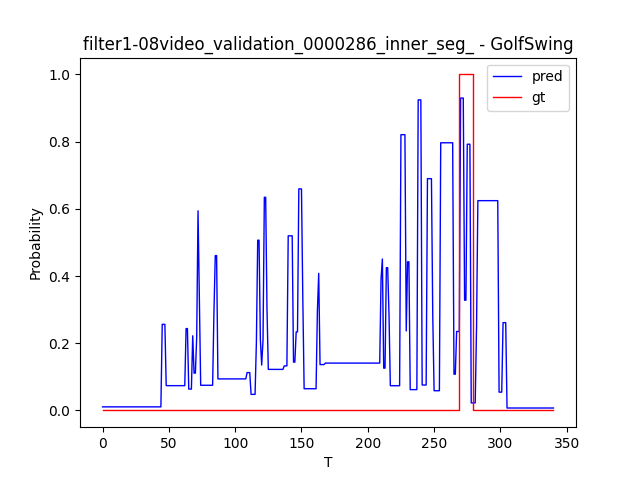 filter1-08video_validation_0000286_inner_seg_ - GolfSwing
pred
gt
1.0
0.8
0.6
0.4
0.2
0.0
Probability
0 50 100 150 200 250 300 350
T